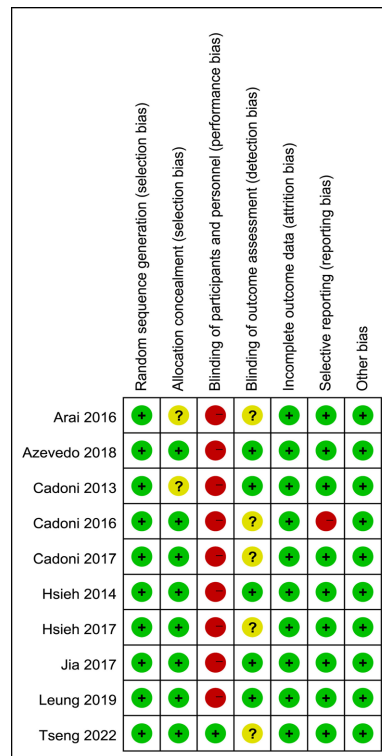 Random sequence generation (selection bias)
Allocation concealment (selection bias)
Blinding of participants and personnel (performance bias)
Blinding of outcome assessment (detection bias)
Incomplete outcome data (attrition bias)
Selective reporting (reporting bias)
Other bias
Arai 2016 + ? - ? + + +
Azevedo 2018 + + - + + + +
Cadoni 2013 + ? - + + + +
Cadoni 2016 + + - ? + - +
Cadoni 2017 + + - ? + + +
Hsieh 2014 + + - + + + +
Hsieh 2017 + + - ? + + +
Jia 2017 + + - + + + +
Leung 2019 + + - + + + +
Tseng 2022 + + + ? + + +